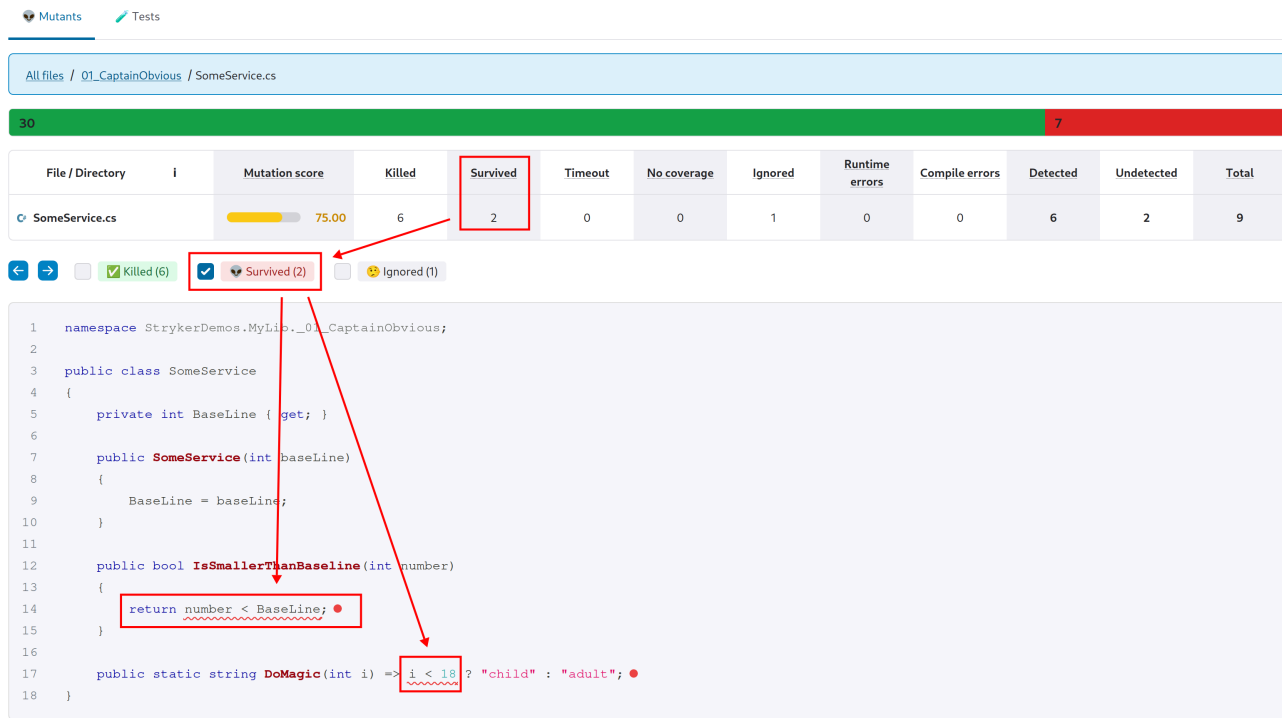 👽 Mutants 🧪 Tests
All files / 01_CaptainObvious / SomeService.cs
30 7
File / Directory i Mutation score Killed Survived Timeout No coverage Ignored Runtime errors Compile errors Detected Undetected Total
SomeService.cs 75.00 6 2 0 0 1 0 0 6 2 9
✅ Killed (6) 👽 Survived (2) 🤥 Ignored (1)
1 namespace StrykerDemos.MyLib._01_CaptainObvious;
2
3 public class SomeService
4 {
5 private int BaseLine { get; }
6
7 public SomeService(int baseLine)
8 {
9 BaseLine = baseLine;
10 }
11
12 public bool IsSmallerThanBaseline(int number)
13 {
14 return number < BaseLine;
15 }
16
17 public static string DoMagic(int i) => i < 18 ? "child" : "adult";
18 }